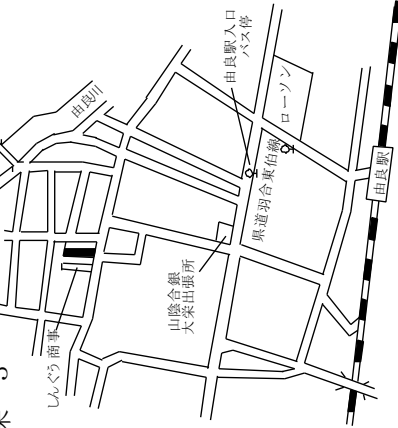 由良川
由良駅入口
バス停
ローソン
県道羽合東伯線
山陰合銀
大栄出張所
しんぐう商事
由良駅